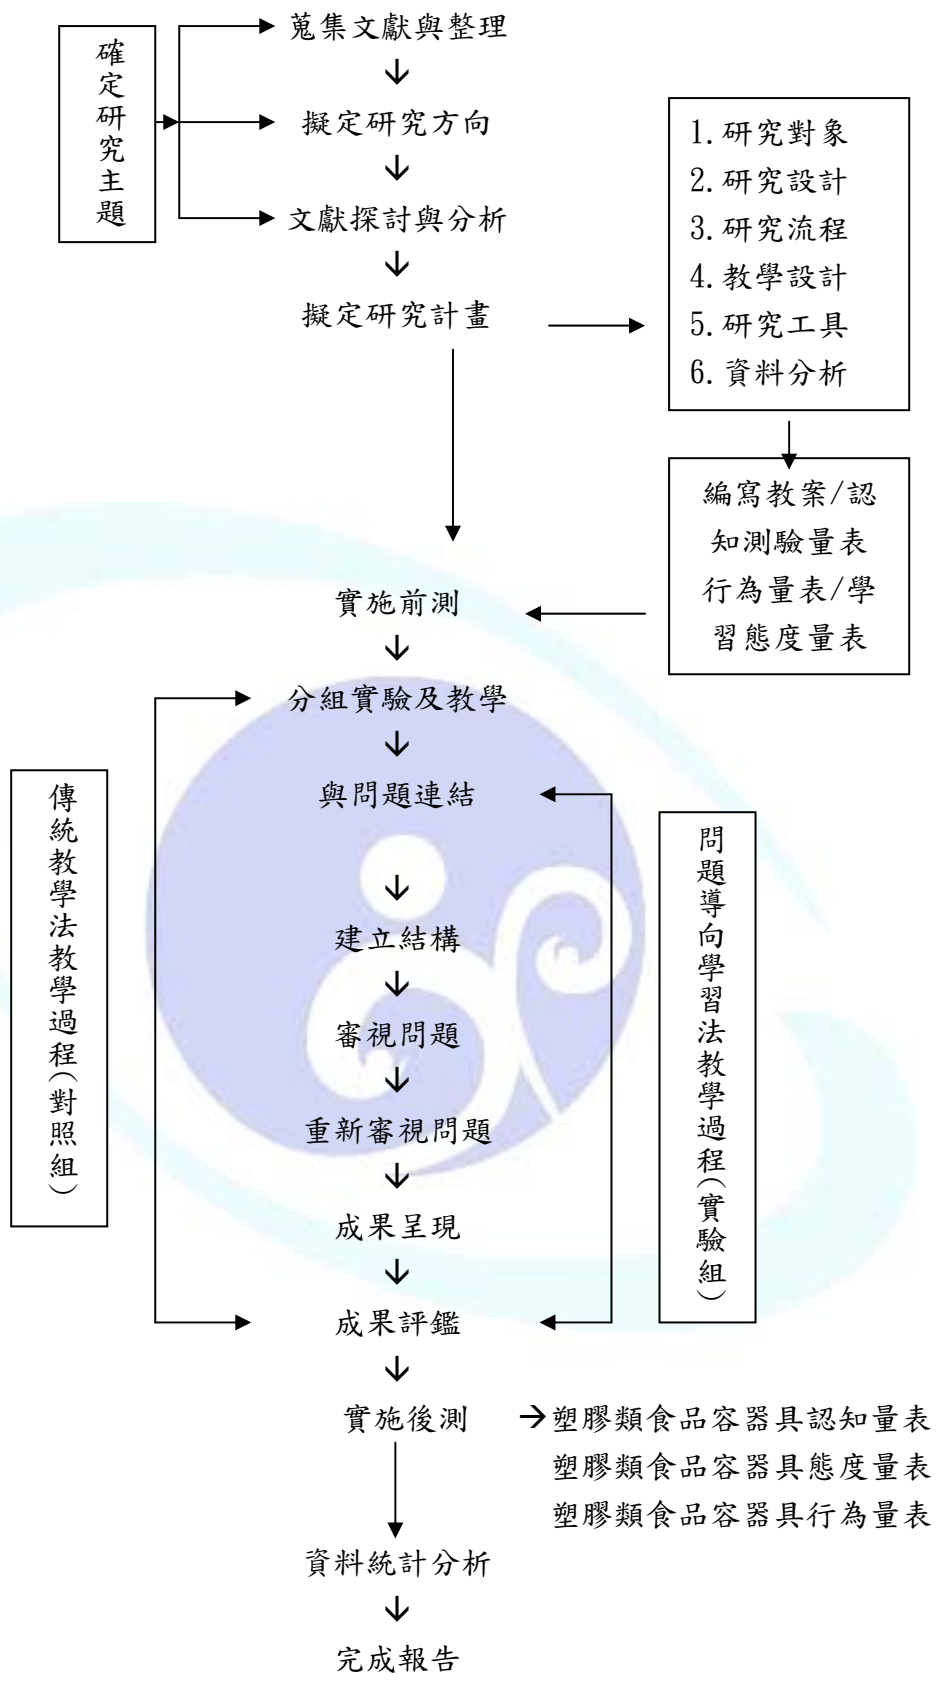 確定研究主題
蒐集文獻與整理
擬定研究方向
文獻探討與分析
擬定研究計畫
1.研究對象
2.研究設計
3.研究流程
4.教學設計
5.研究工具
6.資料分析
編寫教案/認
知測驗量表
行為量表/學
習態度量表
實施前測
分組實驗及教學
與問題連結
建立結構
審視問題
重新審視問題
成果呈現
成果評鑑
傳統教學法教學過程(對照組)
問題導向學習法教學過程(實驗組)
實施後測
塑膠類食品容器具認知量表
塑膠類食品容器具態度量表
塑膠類食品容器具行為量表
資料統計分析
完成報告